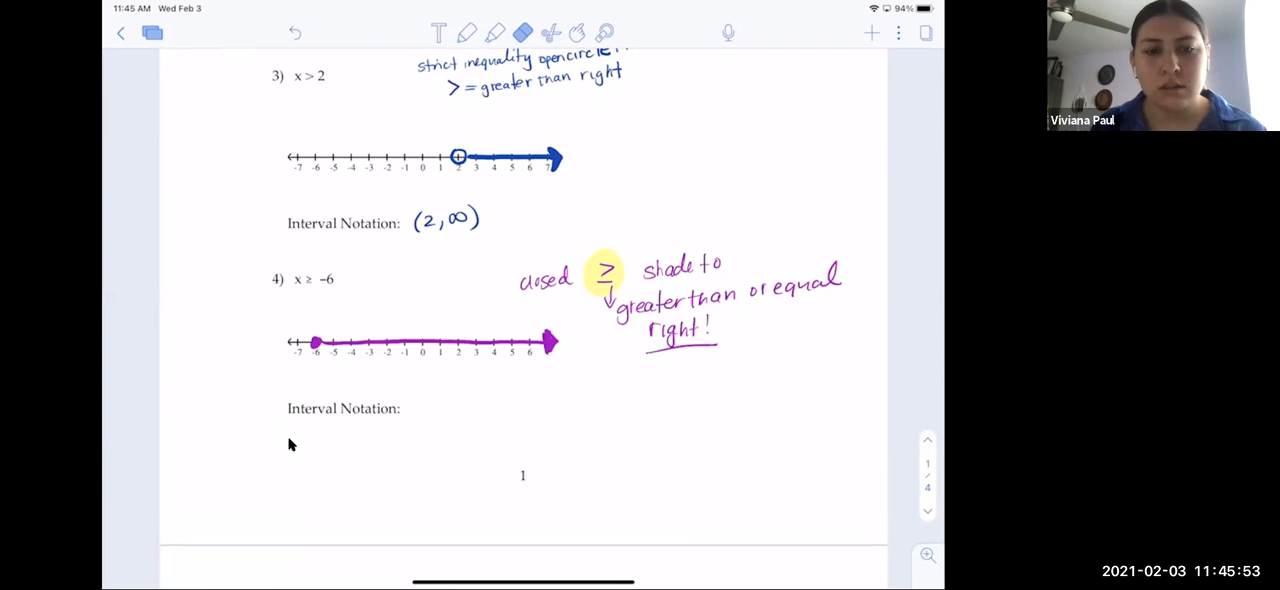 11:45 AM Wed Feb 3
94%
strict inequality open circle.
3) x > 2
> = greater than right
-7 -6 -5 -4 -3 -2 -1 0 1 2 3 4 5 6 7
Interval Notation: (2, ∞)
closed ≥ shade to
4) x ≥ -6
↓ greater than or equal
right!
-7 -6 -5 -4 -3 -2 -1 0 1 2 3 4 5 6
Interval Notation:
1
1
/
4
Viviana Paul
2021-02-03 11:45:53